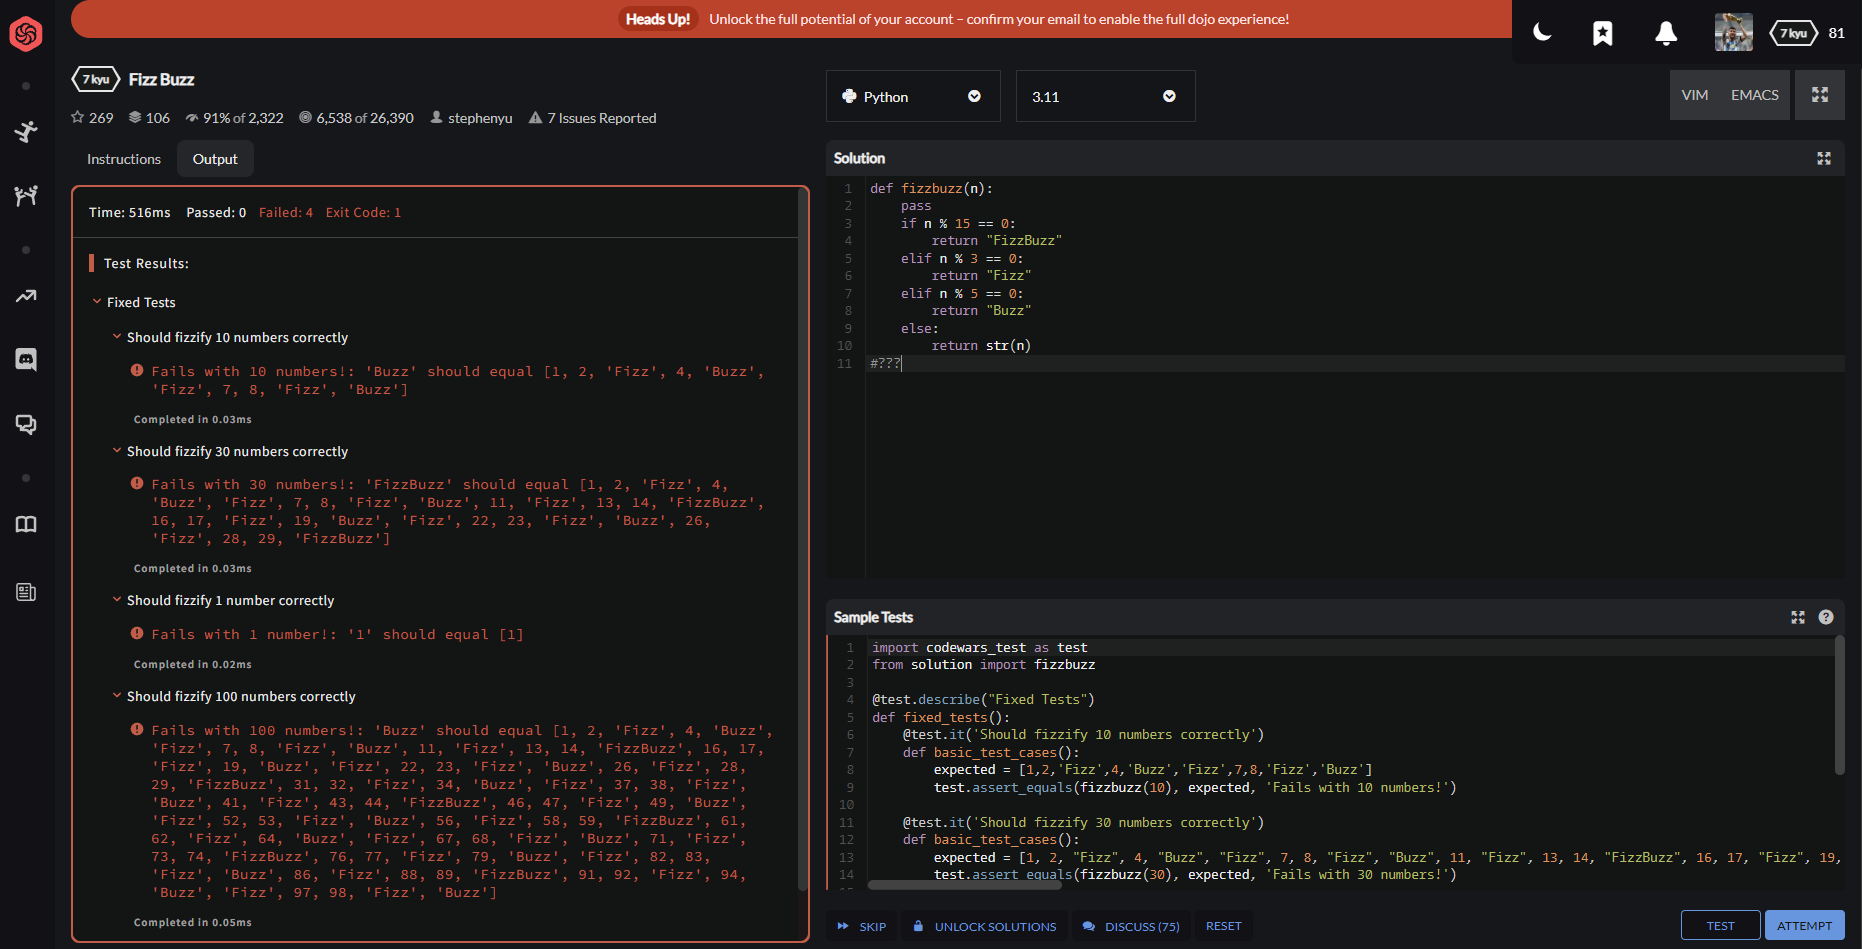 Heads Up! Unlock the full potential of your account – confirm your email to enable the full dojo experience!
7 kyu 81
7 kyu Fizz Buzz
269 106 91% of 2,322 6,538 of 26,390 stephenyu 7 Issues Reported
Instructions Output
Time: 516ms Passed: 0 Failed: 4 Exit Code: 1
Test Results:
Fixed Tests
Should fizzify 10 numbers correctly
Fails with 10 numbers!: 'Buzz' should equal [1, 2, 'Fizz', 4, 'Buzz',
'Fizz', 7, 8, 'Fizz', 'Buzz']
Completed in 0.03ms
Should fizzify 30 numbers correctly
Fails with 30 numbers!: 'FizzBuzz' should equal [1, 2, 'Fizz', 4,
'Buzz', 'Fizz', 7, 8, 'Fizz', 'Buzz', 11, 'Fizz', 13, 14, 'FizzBuzz',
16, 17, 'Fizz', 19, 'Buzz', 'Fizz', 22, 23, 'Fizz', 'Buzz', 26,
'Fizz', 28, 29, 'FizzBuzz']
Completed in 0.03ms
Should fizzify 1 number correctly
Fails with 1 number!: '1' should equal [1]
Completed in 0.02ms
Should fizzify 100 numbers correctly
Fails with 100 numbers!: 'Buzz' should equal [1, 2, 'Fizz', 4, 'Buzz',
'Fizz', 7, 8, 'Fizz', 'Buzz', 11, 'Fizz', 13, 14, 'FizzBuzz', 16, 17,
'Fizz', 19, 'Buzz', 'Fizz', 22, 23, 'Fizz', 'Buzz', 26, 'Fizz', 28,
29, 'FizzBuzz', 31, 32, 'Fizz', 34, 'Buzz', 'Fizz', 37, 38, 'Fizz',
'Buzz', 41, 'Fizz', 43, 44, 'FizzBuzz', 46, 47, 'Fizz', 49, 'Buzz',
'Fizz', 52, 53, 'Fizz', 'Buzz', 56, 'Fizz', 58, 59, 'FizzBuzz', 61,
62, 'Fizz', 64, 'Buzz', 'Fizz', 67, 68, 'Fizz', 'Buzz', 71, 'Fizz',
73, 74, 'FizzBuzz', 76, 77, 'Fizz', 79, 'Buzz', 'Fizz', 82, 83,
'Fizz', 'Buzz', 86, 'Fizz', 88, 89, 'FizzBuzz', 91, 92, 'Fizz', 94,
'Buzz', 'Fizz', 97, 98, 'Fizz', 'Buzz']
Completed in 0.05ms
Python 3.11 VIM EMACS
Solution
1 def fizzbuzz(n):
2 pass
3 if n % 15 == 0:
4 return "FizzBuzz"
5 elif n % 3 == 0:
6 return "Fizz"
7 elif n % 5 == 0:
8 return "Buzz"
9 else:
10 return str(n)
11 #???
Sample Tests
1 import codewars_test as test
2 from solution import fizzbuzz
3
4 @test.describe("Fixed Tests")
5 def fixed_tests():
6 @test.it('Should fizzify 10 numbers correctly')
7 def basic_test_cases():
8 expected = [1,2,'Fizz',4,'Buzz','Fizz',7,8,'Fizz','Buzz']
9 test.assert_equals(fizzbuzz(10), expected, 'Fails with 10 numbers!')
10
11 @test.it('Should fizzify 30 numbers correctly')
12 def basic_test_cases():
13 expected = [1, 2, "Fizz", 4, "Buzz", "Fizz", 7, 8, "Fizz", "Buzz", 11, "Fizz", 13, 14, "FizzBuzz", 16, 17, "Fizz", 19,
14 test.assert_equals(fizzbuzz(30), expected, 'Fails with 30 numbers!')
SKIP UNLOCK SOLUTIONS DISCUSS (75) RESET TEST ATTEMPT